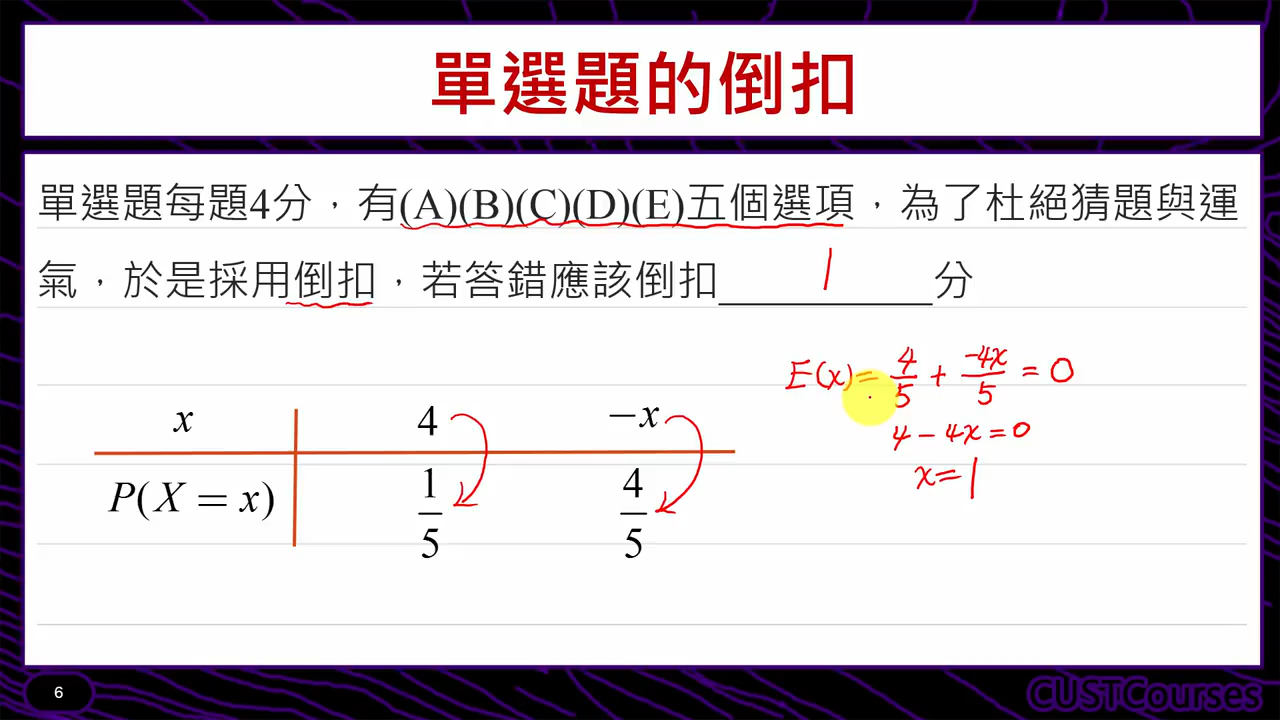 單選題的倒扣
單選題每題4分，有(A)(B)(C)(D)(E)五個選項，為了杜絕猜題與運
氣，於是採用倒扣，若答錯應該倒扣 1 分
E(x)= 4/5 + -4x/5 = 0
4-4x=0
x=1
x 4 -x
P(X = x) 1/5 4/5
6
CUSTCourses